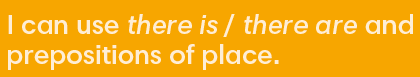 I can use there is / there are and
prepositions of place.